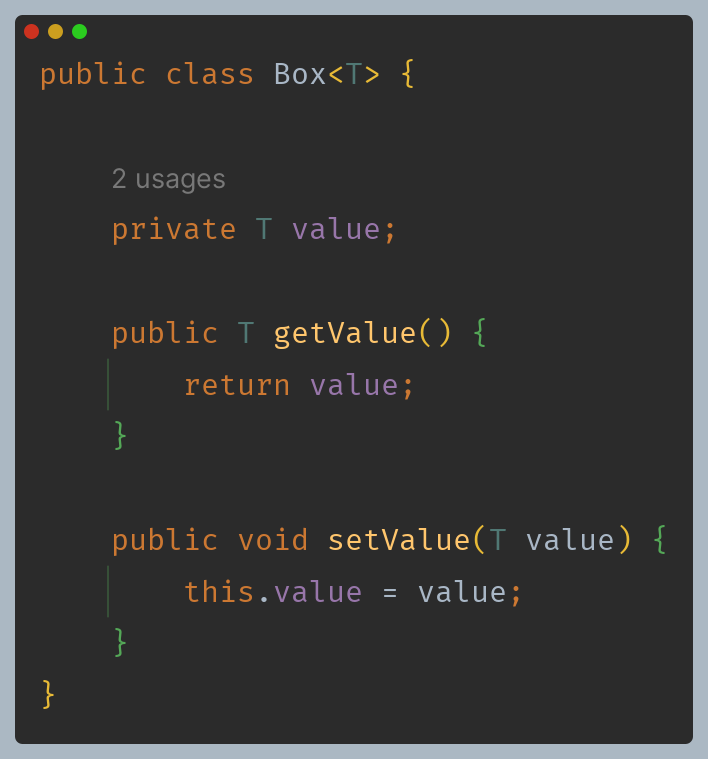 public class Box<T> {
2 usages
private T value;
public T getValue() {
return value;
}
public void setValue(T value) {
this.value = value;
}
}